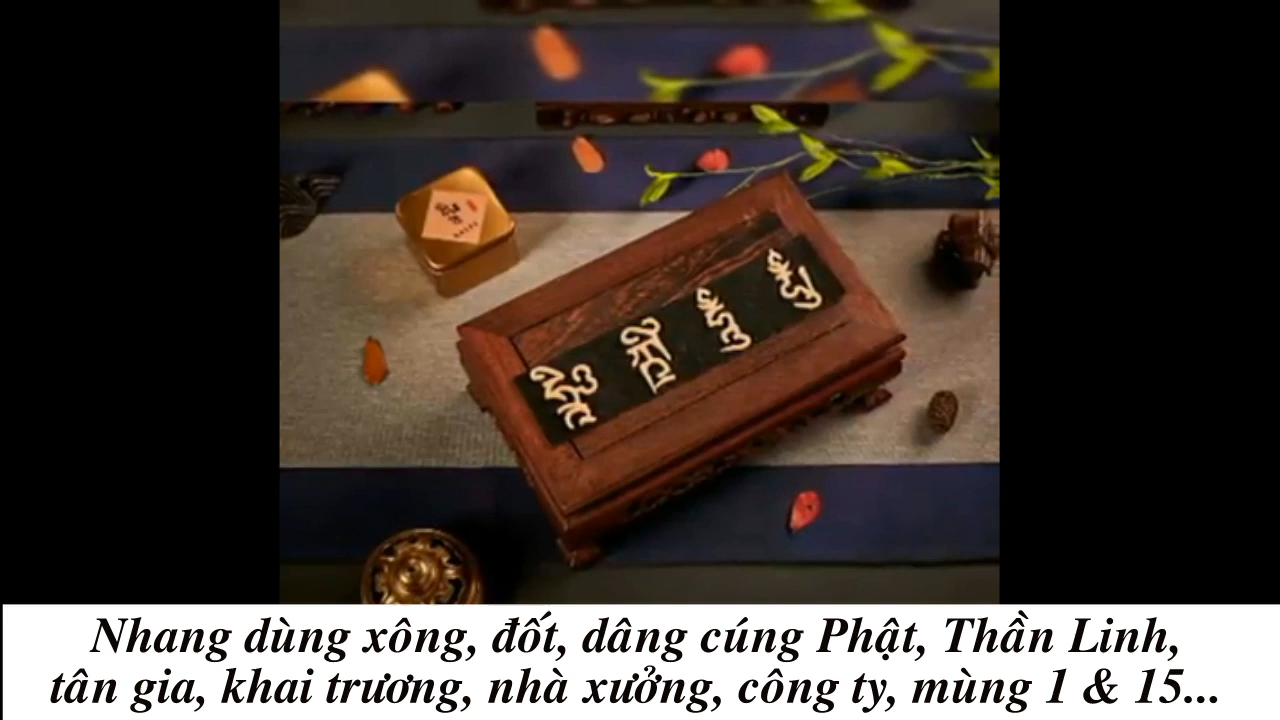 Nhang dùng xông, đốt, dâng cúng Phật, Thần Linh,
tân gia, khai trương, nhà xưởng, công ty, mùng 1 & 15...